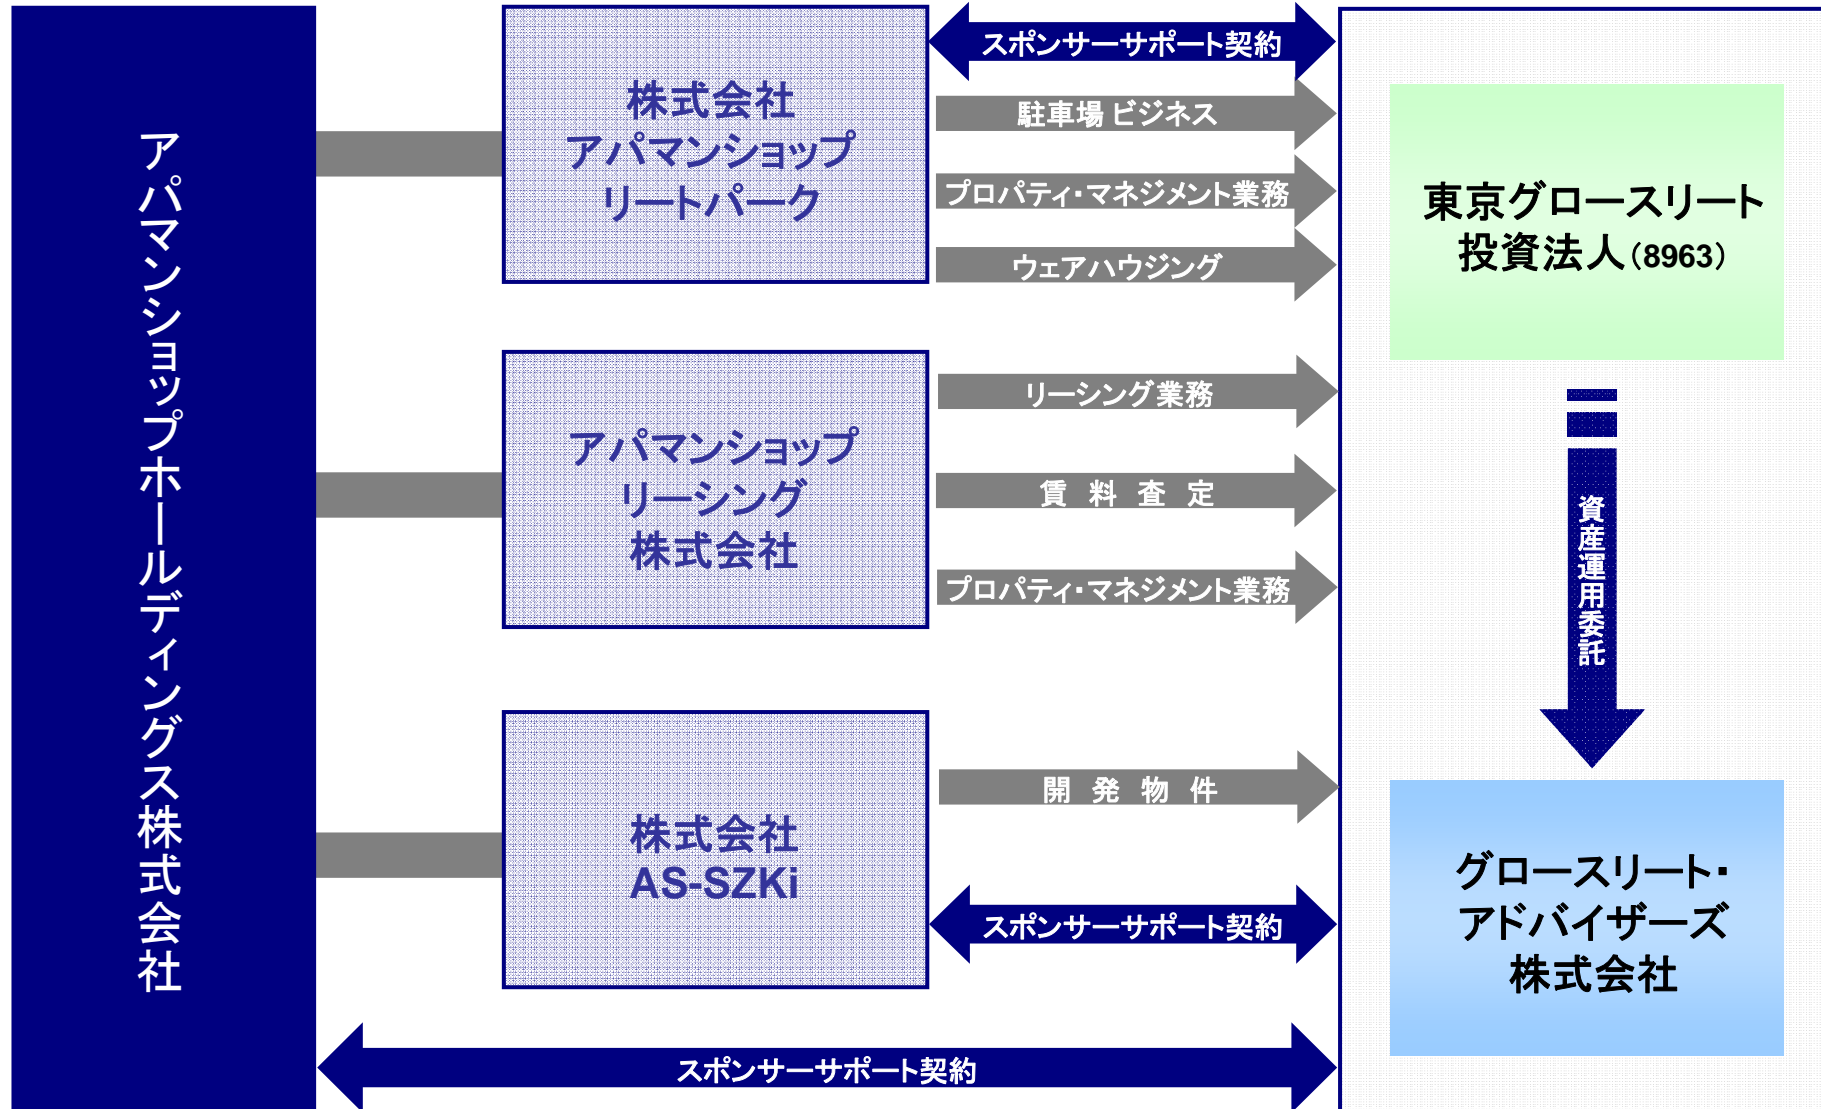 アパマンショップホールディングス株式会社
株式会社
アパマンショップ
リートパーク
スポンサーサポート契約
駐車場 ビジネス
プロパティ・マネジメント業務
ウェアハウジング
アパマンショップ
リーシング
株式会社
リーシング業務
賃 料 査 定
プロパティ・マネジメント業務
株式会社
AS-SZKi
開 発 物 件
スポンサーサポート契約
スポンサーサポート契約
東京グロースリート
投資法人（8963）
資産運用委託
グロースリート・
アドバイザーズ
株式会社